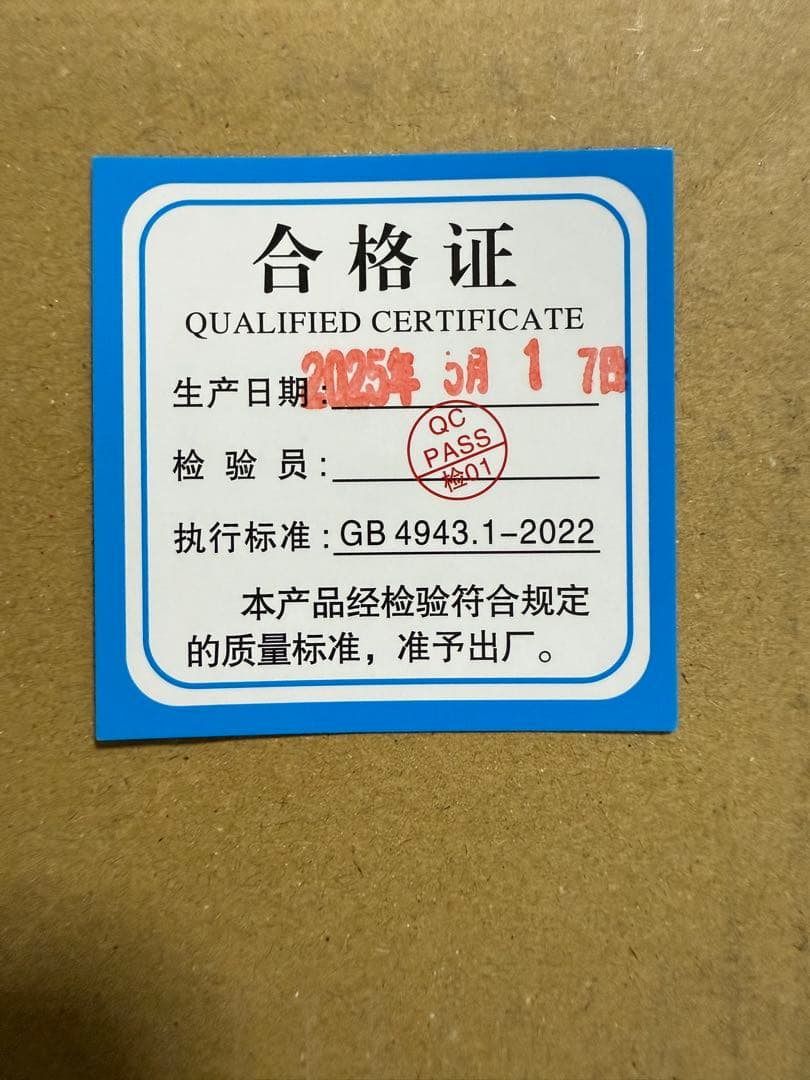 合格证
QUALIFIED CERTIFICATE
生产日期：2025年 5月 1 7日
检验员：
QC
PASS
检01
执行标准：GB 4943.1-2022
本产品经检验符合规定
的质量标准，准予出厂。